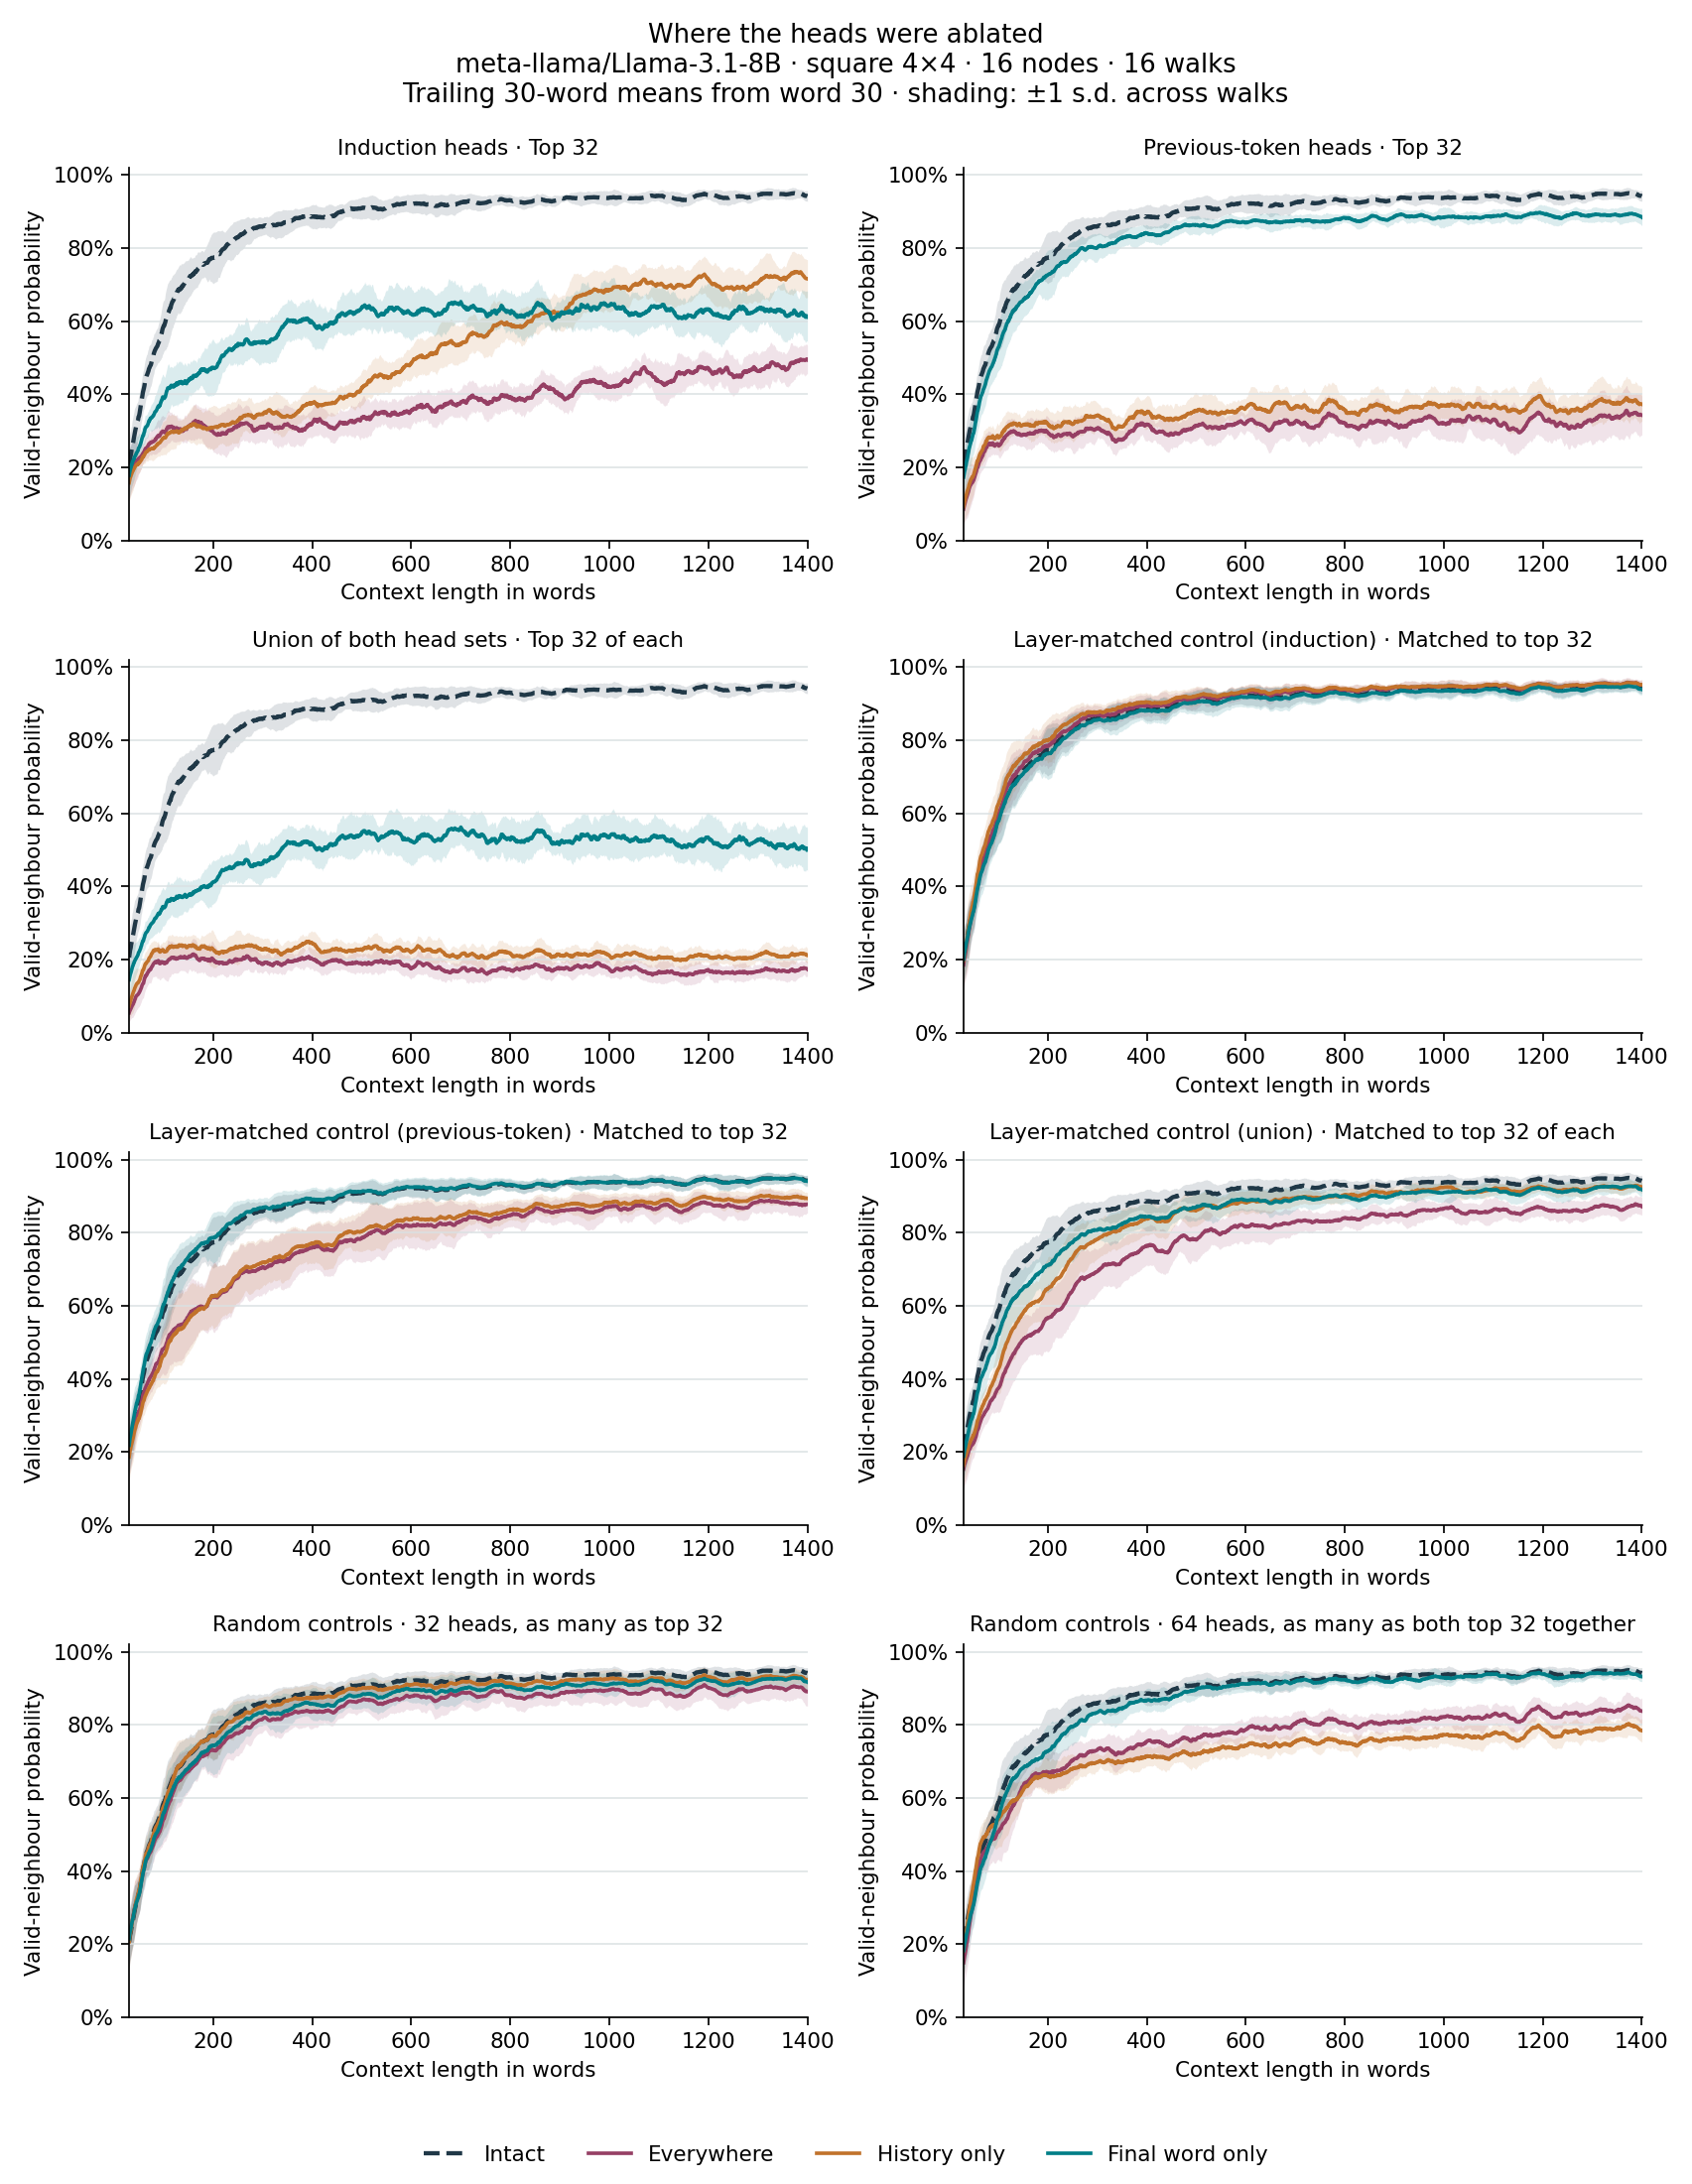 Where the heads were ablated
meta-llama/Llama-3.1-8B · square 4×4 · 16 nodes · 16 walks
Trailing 30-word means from word 30 · shading: ±1 s.d. across walks
Induction heads · Top 32
100%
80%
60%
40%
20%
0%
Valid-neighbour probability
200 400 600 800 1000 1200 1400
Context length in words
Previous-token heads · Top 32
100%
80%
60%
40%
20%
0%
Valid-neighbour probability
200 400 600 800 1000 1200 1400
Context length in words
Union of both head sets · Top 32 of each
100%
80%
60%
40%
20%
0%
Valid-neighbour probability
200 400 600 800 1000 1200 1400
Context length in words
Layer-matched control (induction) · Matched to top 32
100%
80%
60%
40%
20%
0%
Valid-neighbour probability
200 400 600 800 1000 1200 1400
Context length in words
Layer-matched control (previous-token) · Matched to top 32
100%
80%
60%
40%
20%
0%
Valid-neighbour probability
200 400 600 800 1000 1200 1400
Context length in words
Layer-matched control (union) · Matched to top 32 of each
100%
80%
60%
40%
20%
0%
Valid-neighbour probability
200 400 600 800 1000 1200 1400
Context length in words
Random controls · 32 heads, as many as top 32
100%
80%
60%
40%
20%
0%
Valid-neighbour probability
200 400 600 800 1000 1200 1400
Context length in words
Random controls · 64 heads, as many as both top 32 together
100%
80%
60%
40%
20%
0%
Valid-neighbour probability
200 400 600 800 1000 1200 1400
Context length in words
Intact Everywhere History only Final word only